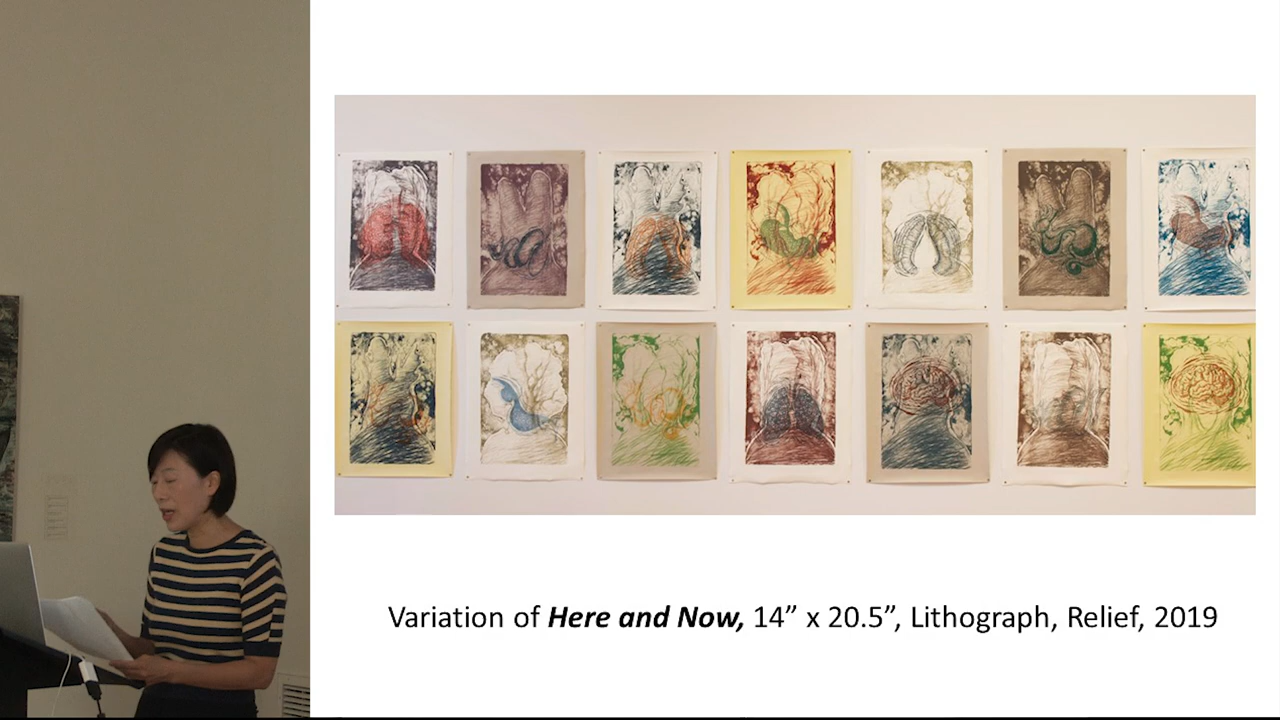 Variation of Here and Now, 14” x 20.5”, Lithograph, Relief, 2019